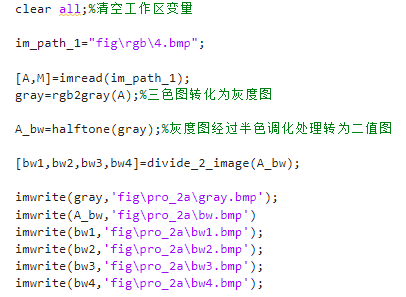 clear all;%清空工作区变量
im_path_1="fig\rgb\4.bmp";
[A,M]=imread(im_path_1);
gray=rgb2gray(A);%三色图转化为灰度图
A_bw=halftone(gray);%灰度图经过半色调化处理转为二值图
[bw1,bw2,bw3,bw4]=divide_2_image(A_bw);
imwrite(gray,'fig\pro_2a\gray.bmp');
imwrite(A_bw,'fig\pro_2a\bw.bmp')
imwrite(bw1,'fig\pro_2a\bw1.bmp');
imwrite(bw2,'fig\pro_2a\bw2.bmp');
imwrite(bw3,'fig\pro_2a\bw3.bmp');
imwrite(bw4,'fig\pro_2a\bw4.bmp');